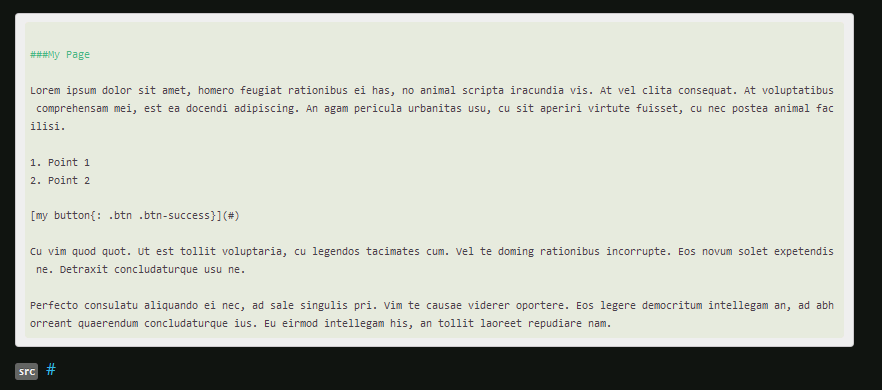 ###My Page
Lorem ipsum dolor sit amet, homero feugiat rationibus ei has, no animal scripta iracundia vis. At vel clita consequat. At voluptatibus
comprehensam mei, est ea docendi adipiscing. An agam pericula urbanitas usu, cu sit aperiri virtute fuisset, cu nec postea animal fac
ilisi.
1. Point 1
2. Point 2
[my button{: .btn .btn-success}](#)
Cu vim quod quot. Ut est tollit voluptaria, cu legendos tacimates cum. Vel te doming rationibus incorrupte. Eos novum solet expetendis
ne. Detraxit concludaturque usu ne.
Perfecto consulatu aliquando ei nec, ad sale singulis pri. Vim te causae viderer oportere. Eos legere democritum intellegam an, ad abh
orreant quaerendum concludaturque ius. Eu eirmod intellegam his, an tollit laoreet repudiare nam.
src #